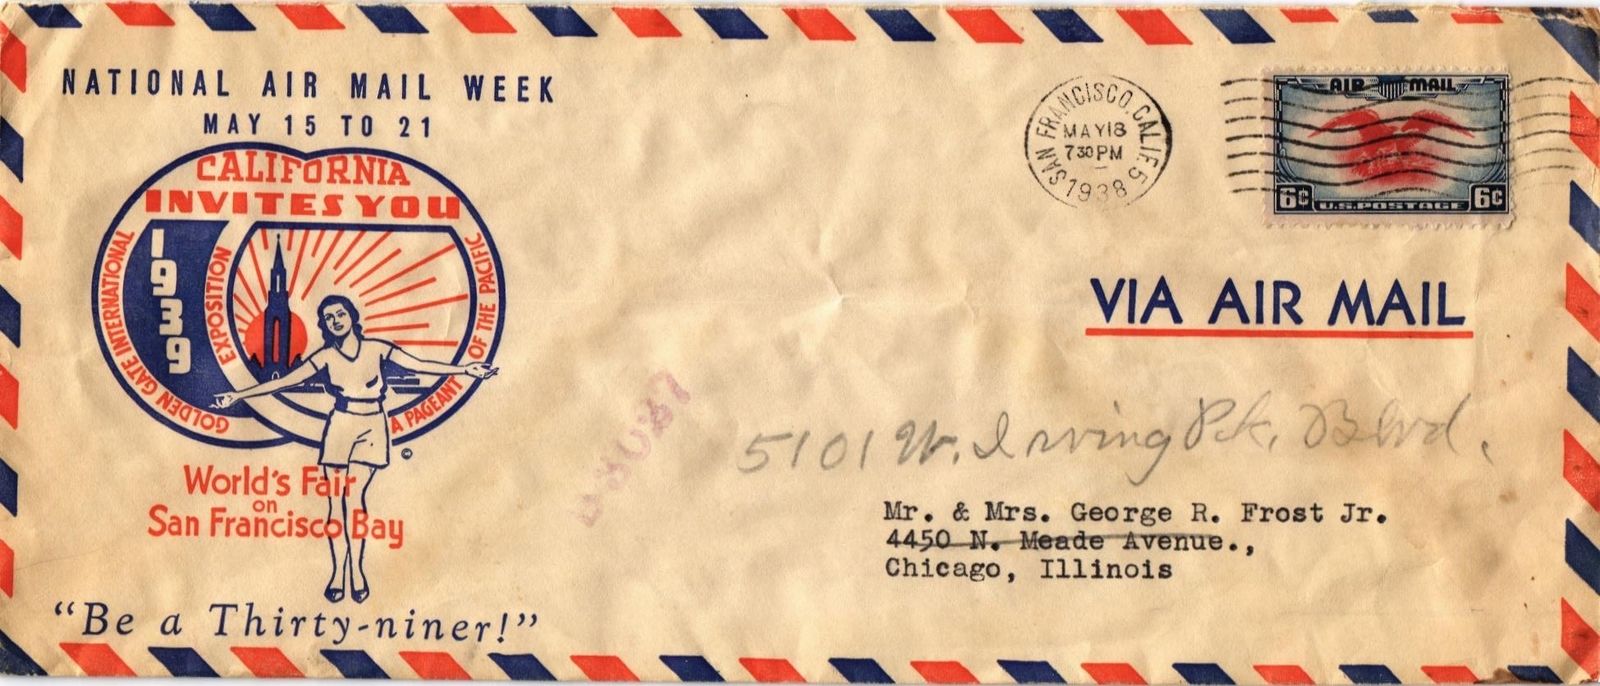 NATIONAL AIR MAIL WEEK
MAY 15 TO 21
CALIFORNIA
INVITES YOU
1939
GOLDEN GATE INTERNATIONAL
EXPOSITION
A PAGEANT OF THE PACIFIC
©
World's Fair
on
San Francisco Bay
"Be a Thirty-niner!"
SAN FRANCISCO, CALIF. 5
MAY 18
7 30 PM
1938
AIR MAIL
6¢ U.S. POSTAGE 6¢
VIA AIR MAIL
5101 W. Irving Pk. Blvd.
Mr. & Mrs. George R. Frost Jr.
4450 N. Meade Avenue.,
Chicago, Illinois